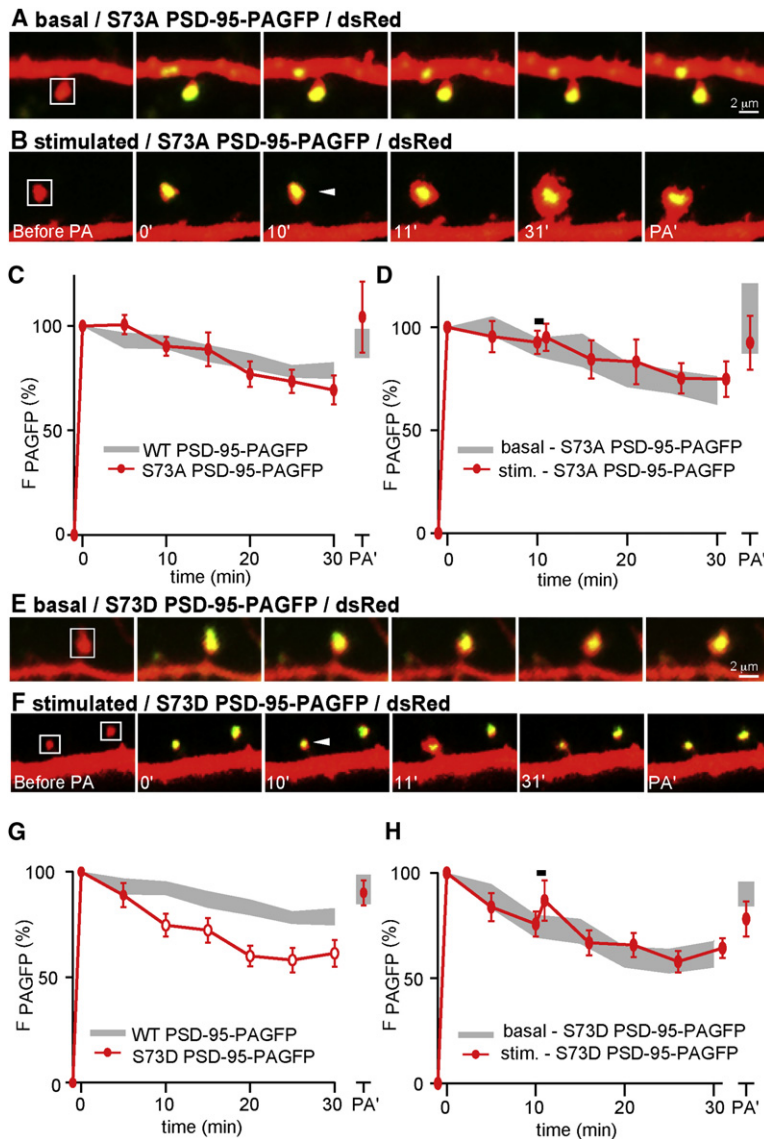 A basal / S73A PSD-95-PAGFP / dsRed
2 μm
B stimulated / S73A PSD-95-PAGFP / dsRed
Before PA 0' 10' 11' 31' PA'
C
100
50
0
F PAGFP (%)
WT PSD-95-PAGFP
S73A PSD-95-PAGFP
0 10 20 30 PA'
time (min)
D
100
50
0
F PAGFP (%)
basal - S73A PSD-95-PAGFP
stim. - S73A PSD-95-PAGFP
0 10 20 30 PA'
time (min)
E basal / S73D PSD-95-PAGFP / dsRed
2 μm
F stimulated / S73D PSD-95-PAGFP / dsRed
Before PA 0' 10' 11' 31' PA'
G
100
50
0
F PAGFP (%)
WT PSD-95-PAGFP
S73D PSD-95-PAGFP
0 10 20 30 PA'
time (min)
H
100
50
0
F PAGFP (%)
basal - S73D PSD-95-PAGFP
stim. - S73D PSD-95-PAGFP
0 10 20 30 PA'
time (min)